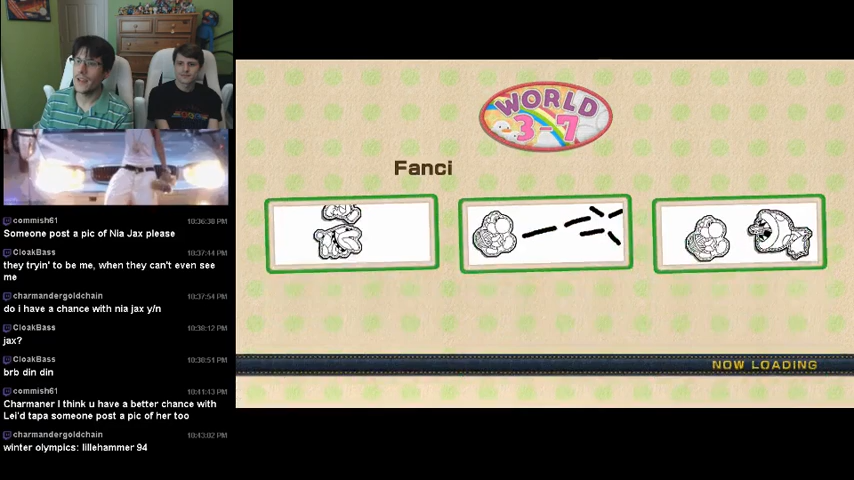 WORLD
3-7
Fanci
NOW LOADING
commish61 10:36:38 PM
Someone post a pic of Nia Jax please
CloakBass 10:37:44 PM
they tryin' to be me, when they can't even see
me
charmandergoldchain 10:37:54 PM
do i have a chance with nia jax y/n
CloakBass 10:38:12 PM
jax?
CloakBass 10:38:51 PM
brb din din
commish61 10:41:43 PM
Charmaner I think u have a better chance with
Lei'd tapa someone post a pic of her too
charmandergoldchain 10:43:02 PM
winter olympics: lillehammer 94